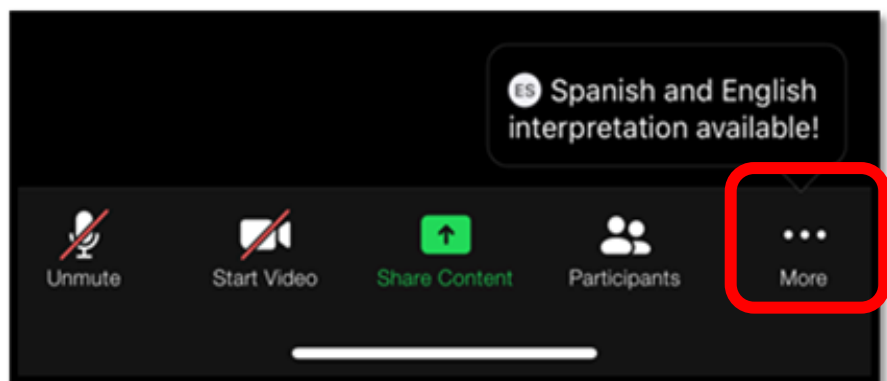 ES Spanish and English
interpretation available!
Unmute
Start Video
Share Content
Participants
More